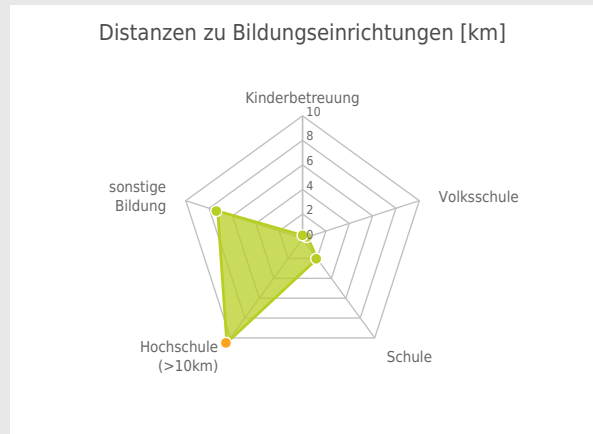 Distanzen zu Bildungseinrichtungen [km]
Kinderbetreuung
10
8
6
4
2
0
Volksschule
Schule
Hochschule
(>10km)
sonstige
Bildung